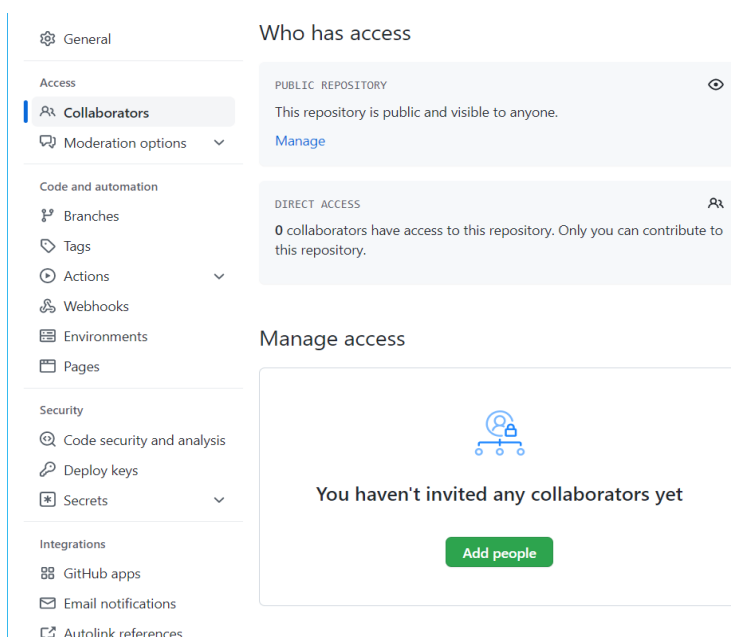 General
Access
Collaborators
Moderation options
Code and automation
Branches
Tags
Actions
Webhooks
Environments
Pages
Security
Code security and analysis
Deploy keys
Secrets
Integrations
GitHub apps
Email notifications
Autolink references
Who has access
PUBLIC REPOSITORY
This repository is public and visible to anyone.
Manage
DIRECT ACCESS
0 collaborators have access to this repository. Only you can contribute to
this repository.
Manage access
You haven't invited any collaborators yet
Add people